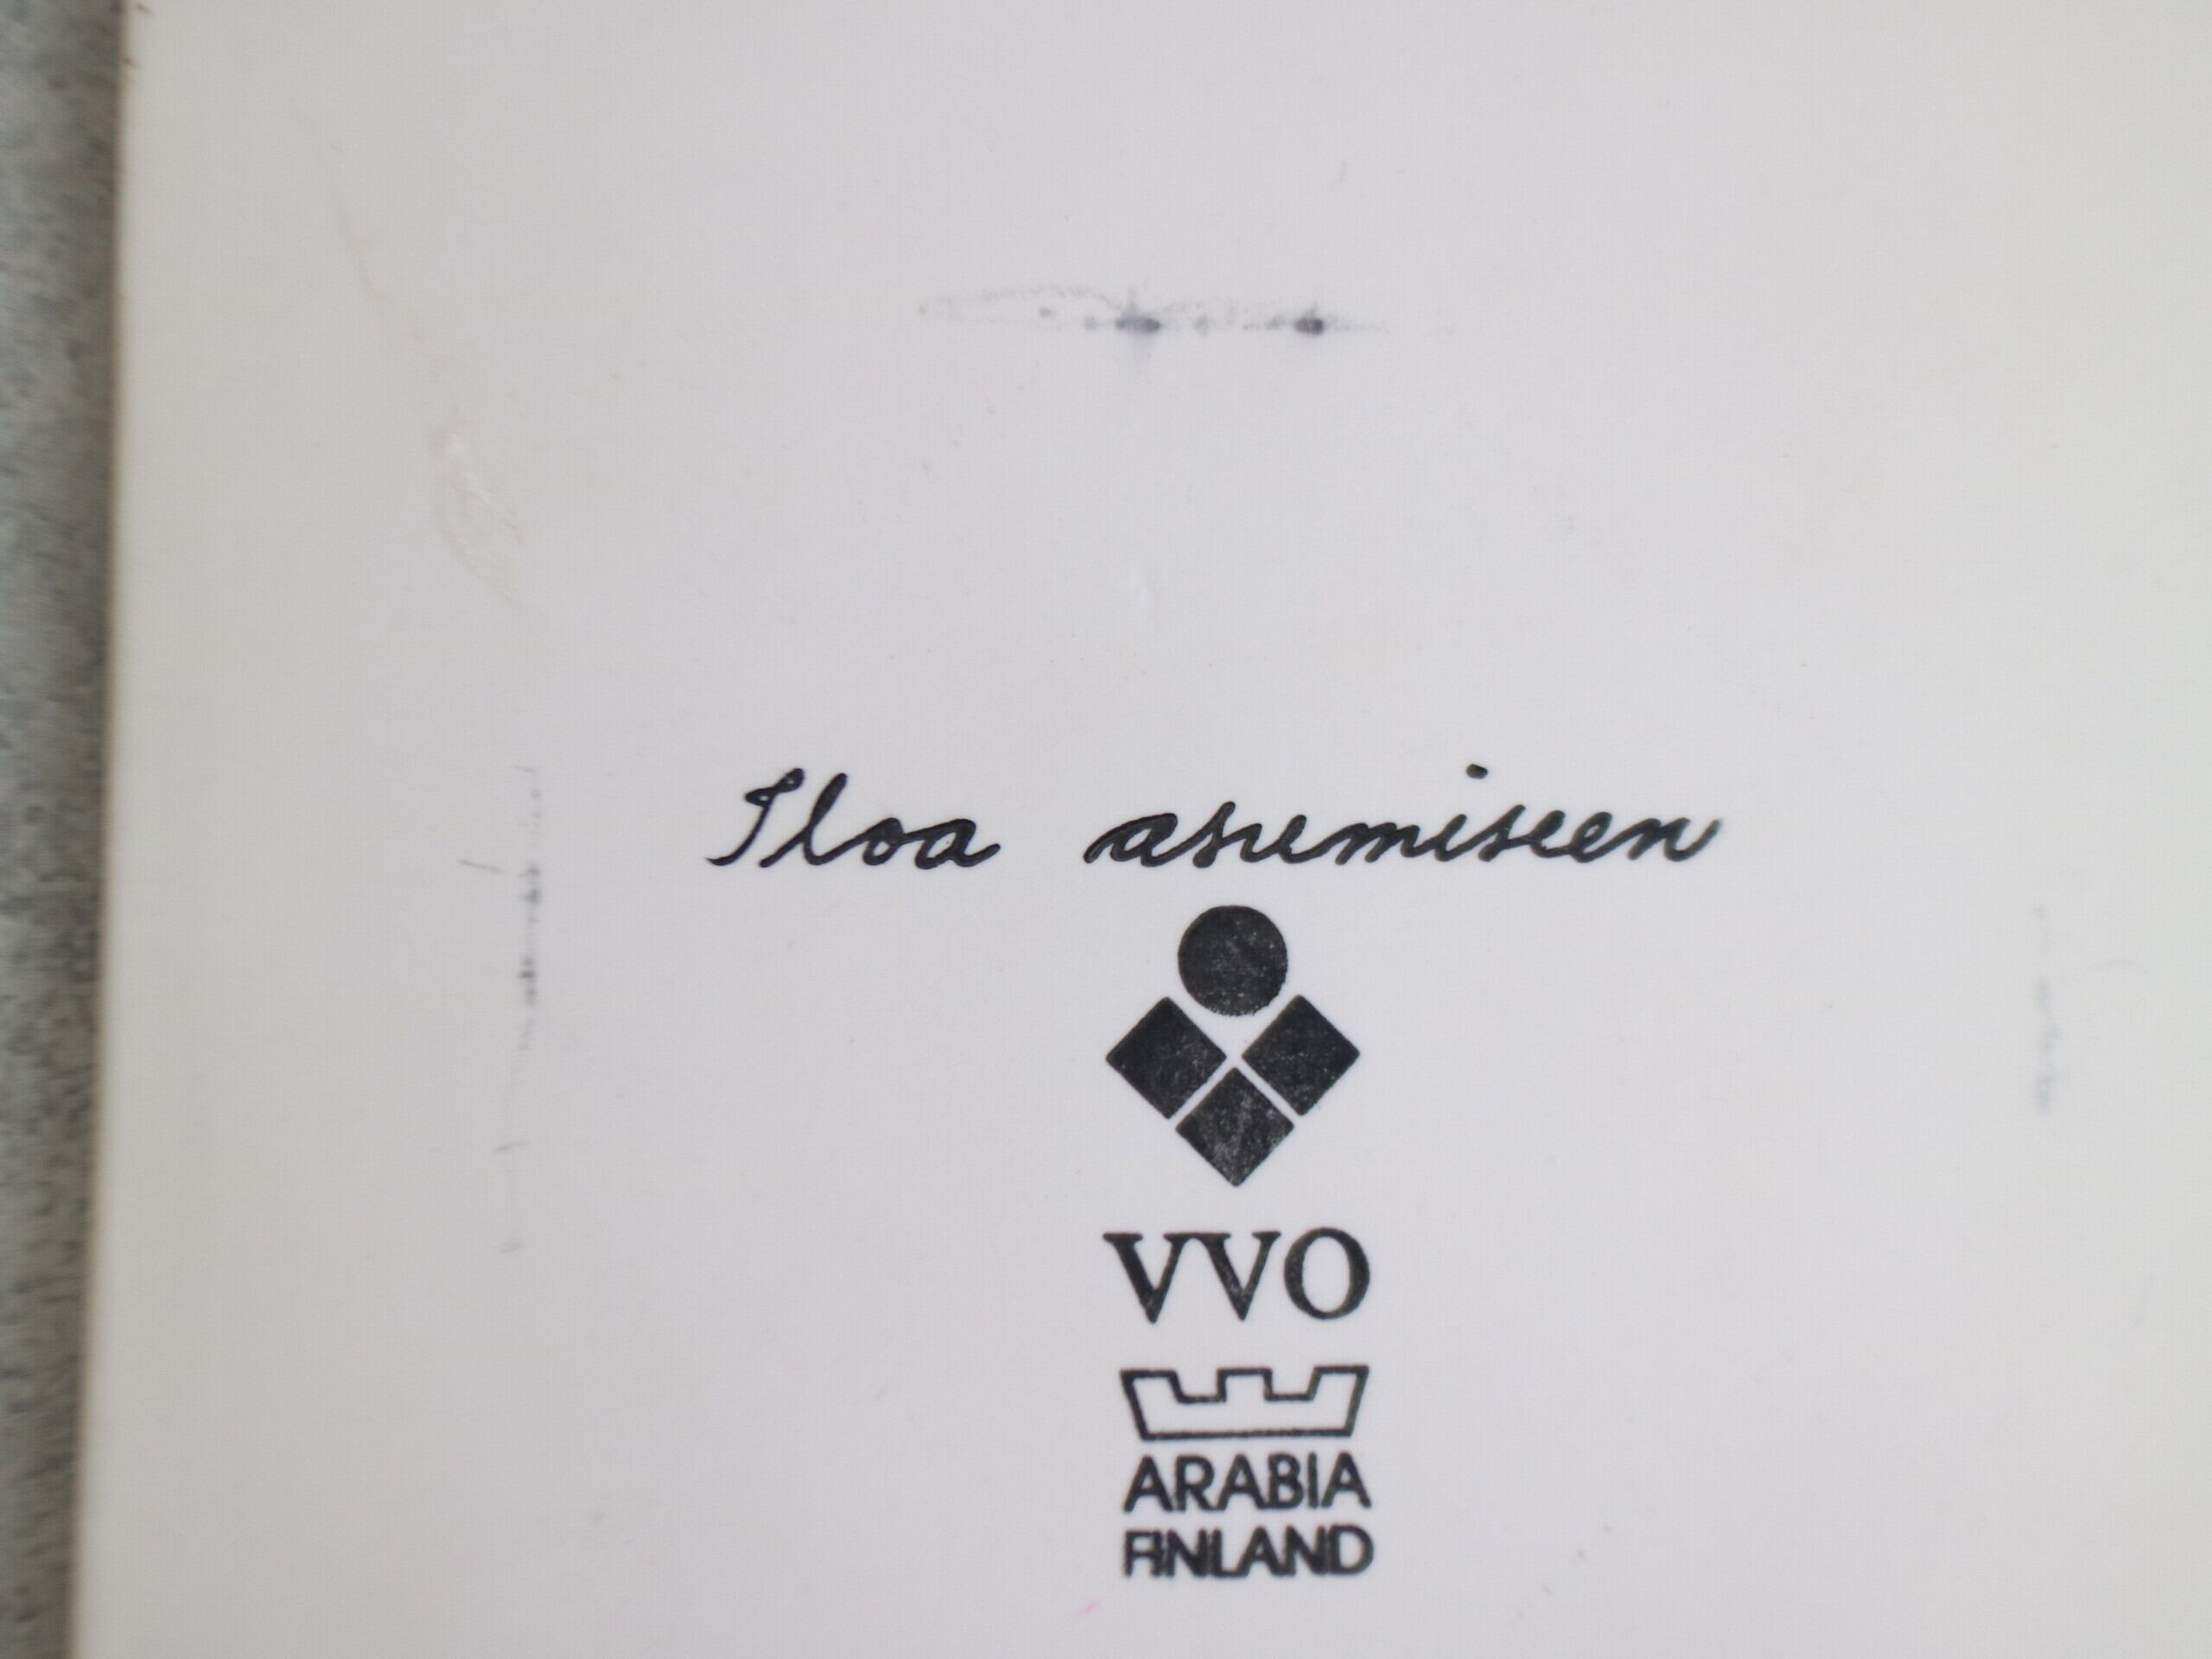 Iloa asumiseen
VVO
ARABIA
FINLAND